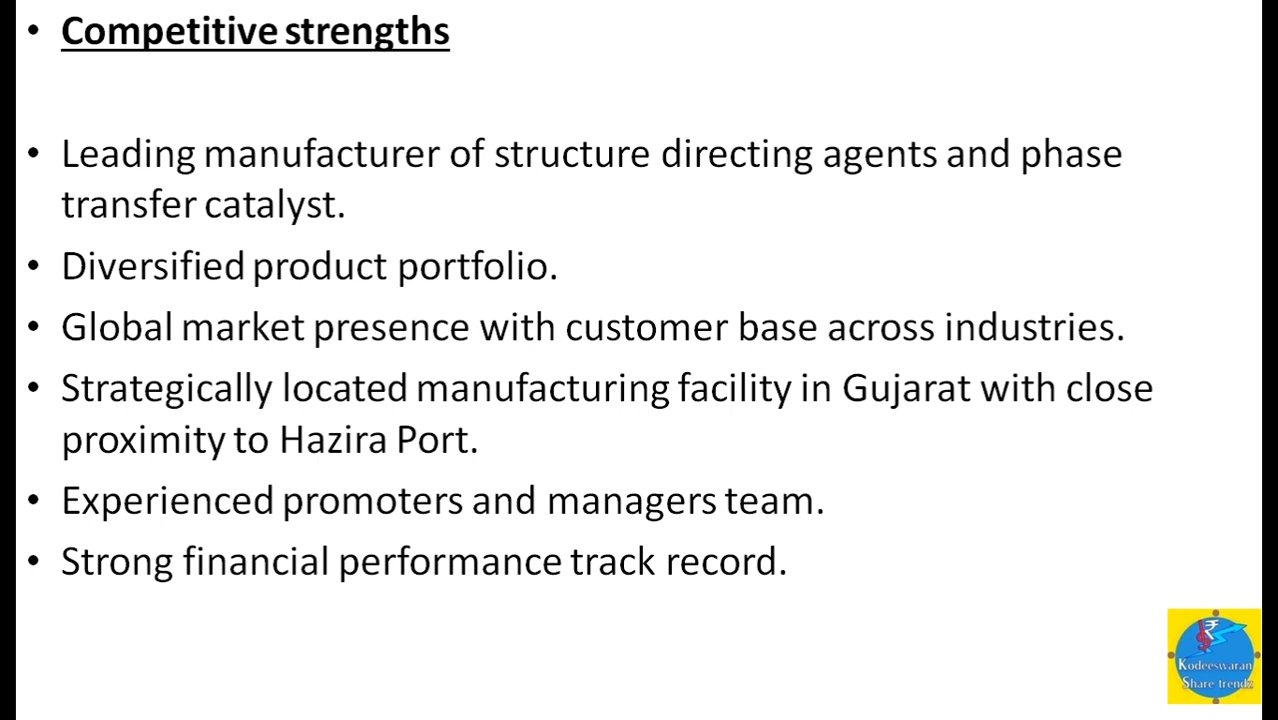 • Competitive strengths
• Leading manufacturer of structure directing agents and phase
transfer catalyst.
• Diversified product portfolio.
• Global market presence with customer base across industries.
• Strategically located manufacturing facility in Gujarat with close
proximity to Hazira Port.
• Experienced promoters and managers team.
• Strong financial performance track record.
₹
Kodeeswaran
Share trendz